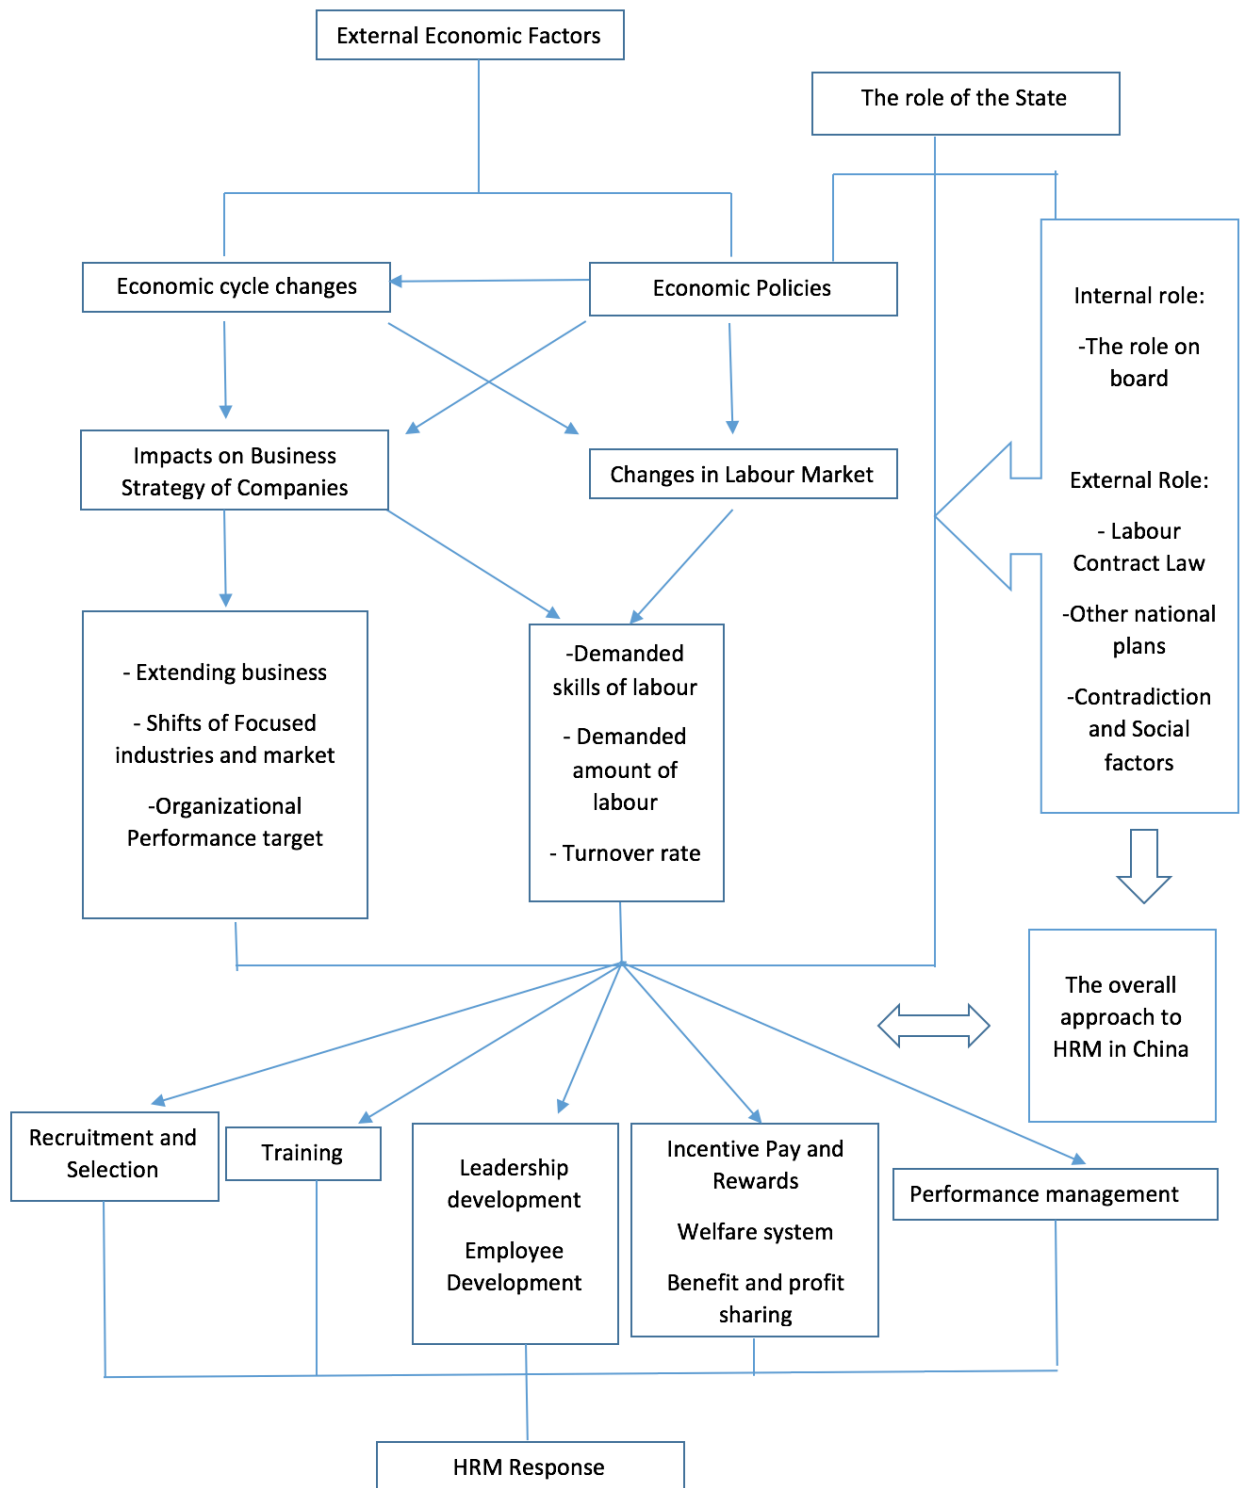 External Economic Factors
The role of the State
Economic cycle changes
Economic Policies
Internal role:
-The role on
board
External Role:
- Labour
Contract Law
-Other national
plans
-Contradiction
and Social
factors
Impacts on Business
Strategy of Companies
Changes in Labour Market
- Extending business
- Shifts of Focused
industries and market
-Organizational
Performance target
-Demanded
skills of labour
- Demanded
amount of
labour
- Turnover rate
The overall
approach to
HRM in China
Recruitment and
Selection
Training
Leadership
development
Employee
Development
Incentive Pay and
Rewards
Welfare system
Benefit and profit
sharing
Performance management
HRM Response